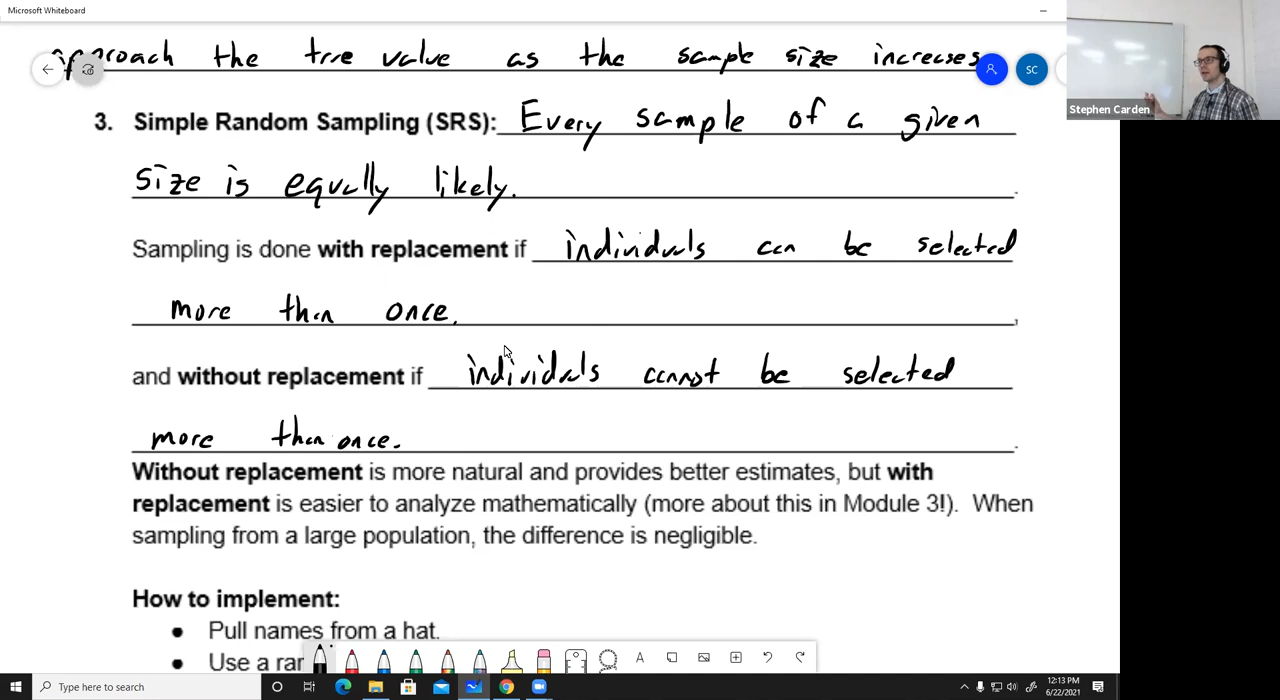 Microsoft Whiteboard
approach the true value as the sample size increases
SC
Stephen Carden
3. Simple Random Sampling (SRS): Every sample of a given
size is equally likely.
Sampling is done with replacement if individuals can be selected
more than once.
and without replacement if individuals cannot be selected
more than once.
Without replacement is more natural and provides better estimates, but with
replacement is easier to analyze mathematically (more about this in Module 3!). When
sampling from a large population, the difference is negligible.
How to implement:
• Pull names from a hat.
• Use a
A
Type here to search
12:13 PM
6/22/2021